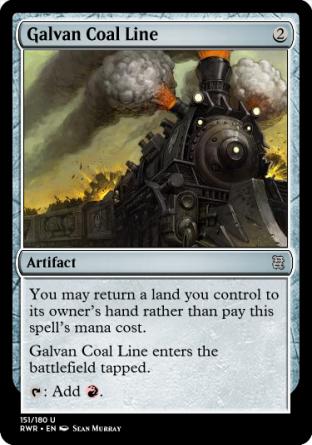 Galvan Coal Line 2
Artifact
You may return a land you control to
its owner's hand rather than pay this
spell's mana cost.
Galvan Coal Line enters the
battlefield tapped.
: Add .
151/180 U
RWR • EN Sean Murray